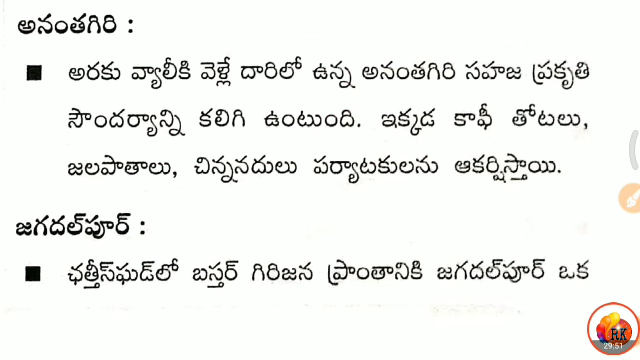 అనంతగిరి :
■ అరకు వ్యాలీకి వెళ్లే దారిలో ఉన్న అనంతగిరి సహజ ప్రకృతి
సౌందర్యాన్ని కలిగి ఉంటుంది. ఇక్కడ కాఫీ తోటలు,
జలపాతాలు, చిన్ననదులు పర్యాటకులను ఆకర్షిస్తాయి.
జగదల్‌పూర్ :
■ ఛత్తీస్‌ఘడ్‌లో బస్తర్ గిరిజన ప్రాంతానికి జగదల్‌పూర్ ఒక
RK
29:51